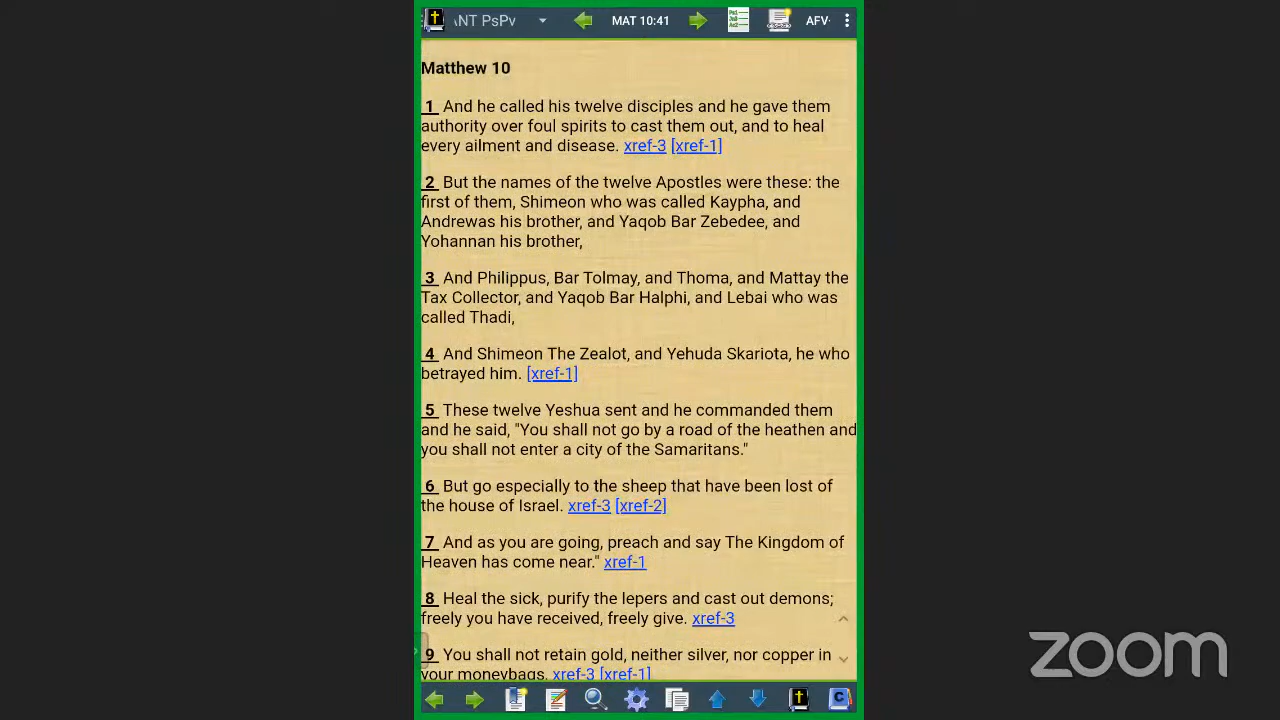 ANT PsPv MAT 10:41 AFV
Matthew 10
1 And he called his twelve disciples and he gave them
authority over foul spirits to cast them out, and to heal
every ailment and disease. xref-3 [xref-1]
2 But the names of the twelve Apostles were these: the
first of them, Shimeon who was called Kaypha, and
Andrewas his brother, and Yaqob Bar Zebedee, and
Yohannan his brother,
3 And Philippus, Bar Tolmay, and Thoma, and Mattay the
Tax Collector, and Yaqob Bar Halphi, and Lebai who was
called Thadi,
4 And Shimeon The Zealot, and Yehuda Skariota, he who
betrayed him. [xref-1]
5 These twelve Yeshua sent and he commanded them
and he said, "You shall not go by a road of the heathen and
you shall not enter a city of the Samaritans."
6 But go especially to the sheep that have been lost of
the house of Israel. xref-3 [xref-2]
7 And as you are going, preach and say The Kingdom of
Heaven has come near." xref-1
8 Heal the sick, purify the lepers and cast out demons;
freely you have received, freely give. xref-3
9 You shall not retain gold, neither silver, nor copper in
your moneybags. xref-3 [xref-1]
C
zoom